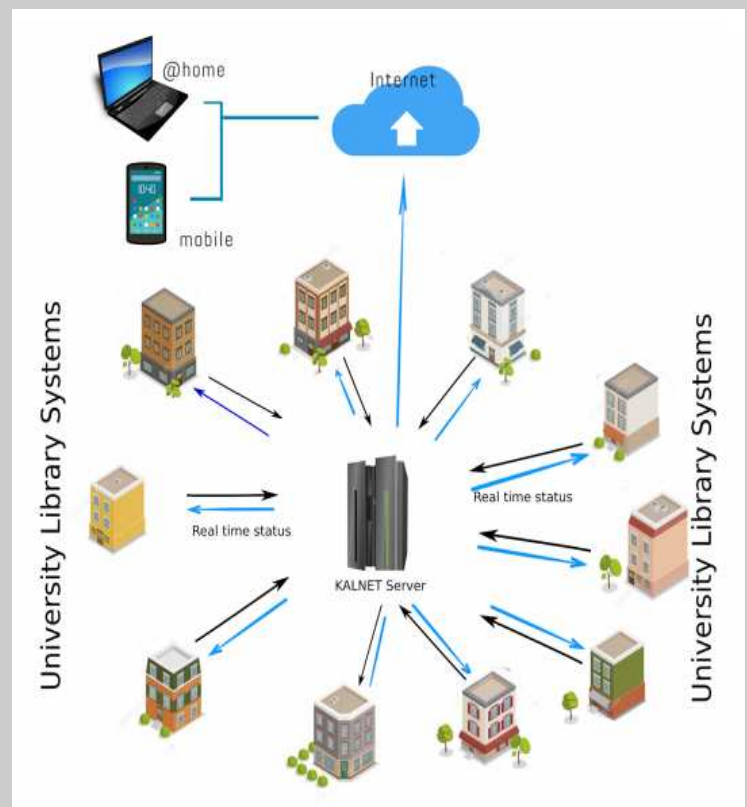 @home
Internet
mobile
University Library Systems
University Library Systems
Real time status
Real time status
KALNET Server